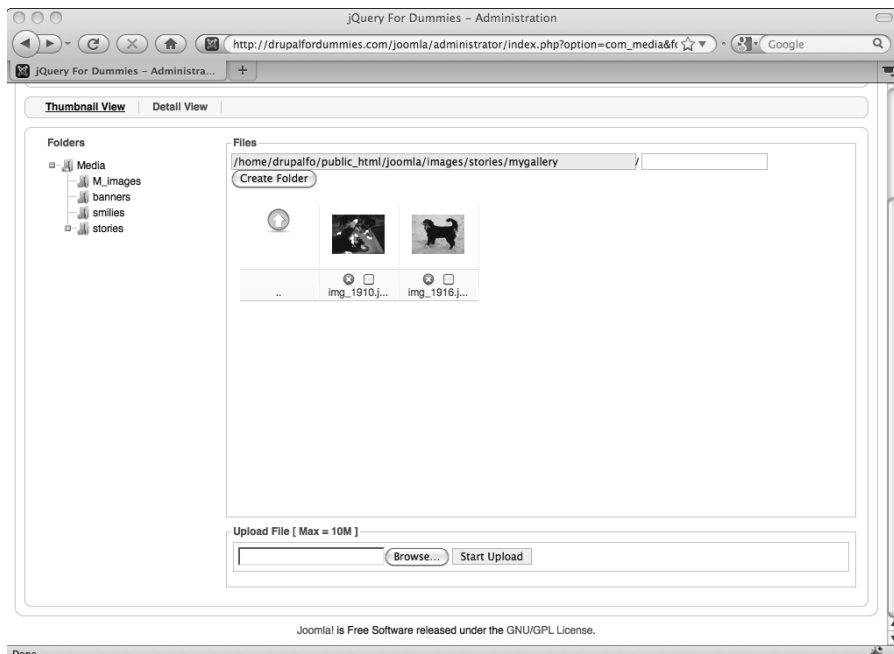 jQuery For Dummies – Administration
http://drupalfordummies.com/joomla/administrator/index.php?option=com_media&fo
Google
jQuery For Dummies – Administra...
+
Thumbnail View
Detail View
Folders
Media
M_images
banners
smilies
stories
Files
/home/drupalfo/public_html/joomla/images/stories/mygallery /
Create Folder
..
img_1910.j...
img_1916.j...
Upload File [ Max = 10M ]
Browse...
Start Upload
Joomla! is Free Software released under the GNU/GPL License.
Done